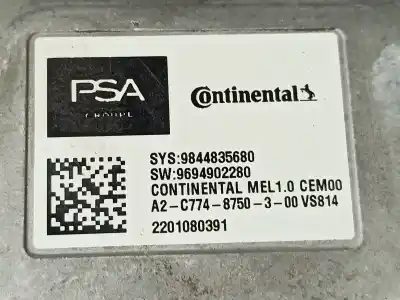 PSA
GROUPE
Continental
SYS:9844835680
SW:9694902280
CONTINENTAL MEL1.0 CEM00
A2-C774-8750-3-00 VS814
2201080391